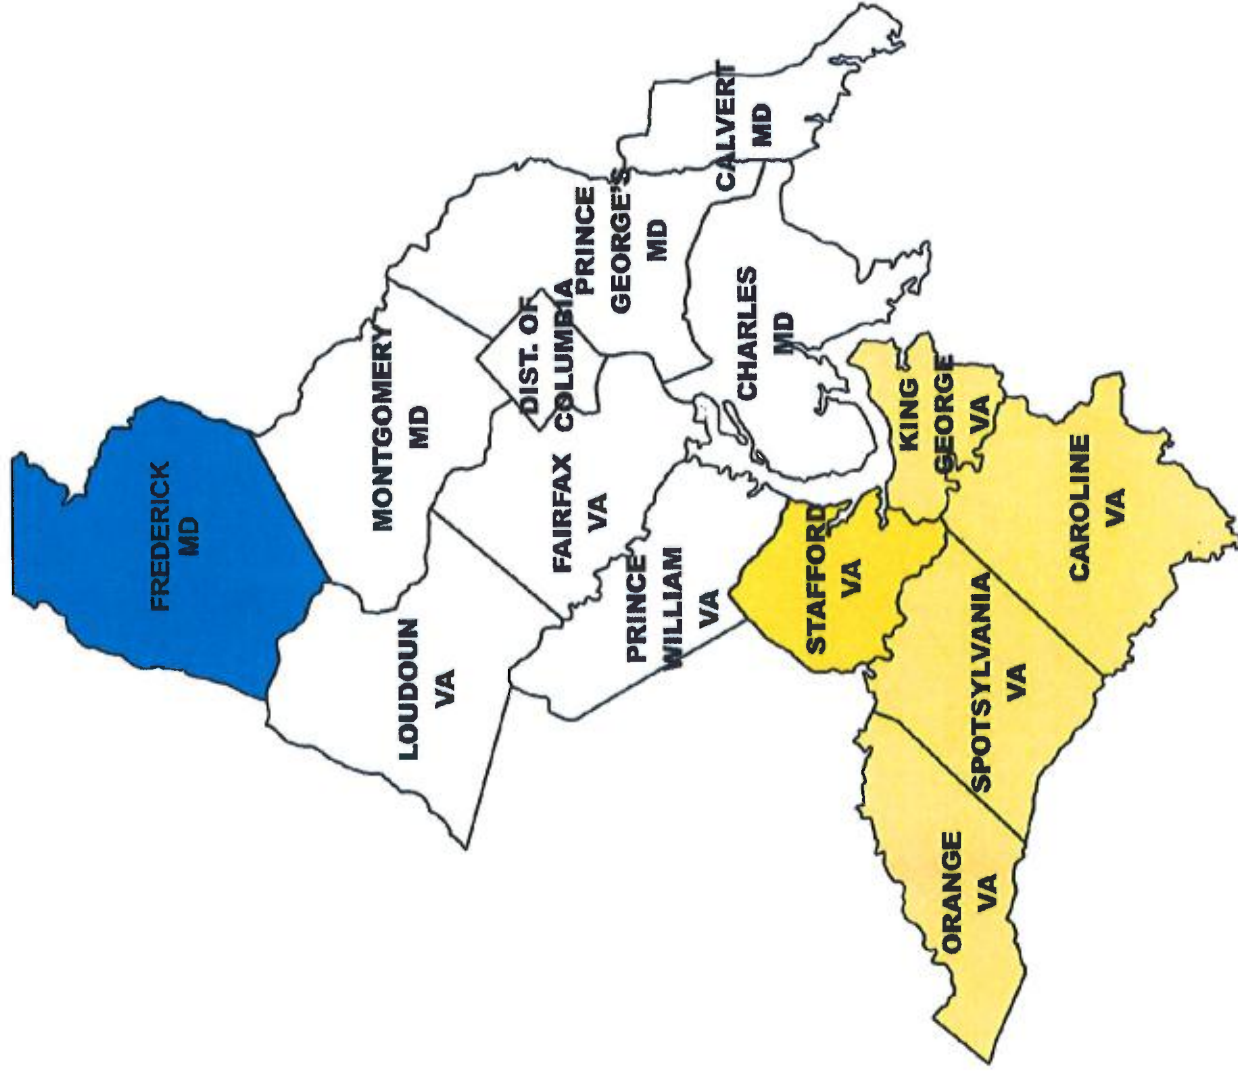 FREDERICK
MD
MONTGOMERY
MD
LOUDOUN
VA
DIST. OF
COLUMBIA
PRINCE
GEORGE'S
MD
CALVERT
MD
FAIRFAX
VA
PRINCE
WILLIAM
VA
CHARLES
MD
STAFFORD
VA
KING
GEORGE
VA
ORANGE
VA
SPOTSYLVANIA
VA
CAROLINE
VA